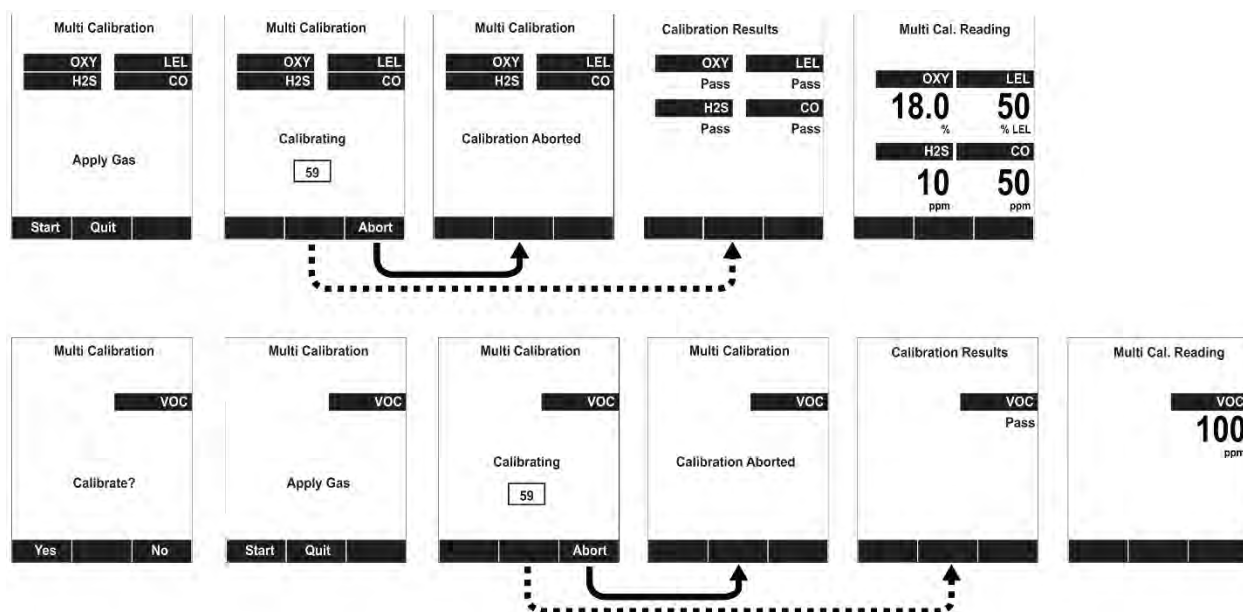 Multi Calibration
OXY LEL
H2S CO
Apply Gas
Start Quit
Multi Calibration
OXY LEL
H2S CO
Calibrating
59
Abort
Multi Calibration
OXY LEL
H2S CO
Calibration Aborted
Calibration Results
OXY LEL
Pass Pass
H2S CO
Pass Pass
Multi Cal. Reading
OXY LEL
18.0 50
% % LEL
H2S CO
10 50
ppm ppm
Multi Calibration
VOC
Calibrate?
Yes No
Multi Calibration
VOC
Apply Gas
Start Quit
Multi Calibration
VOC
Calibrating
59
Abort
Multi Calibration
VOC
Calibration Aborted
Calibration Results
VOC
Pass
Multi Cal. Reading
VOC
100
ppm